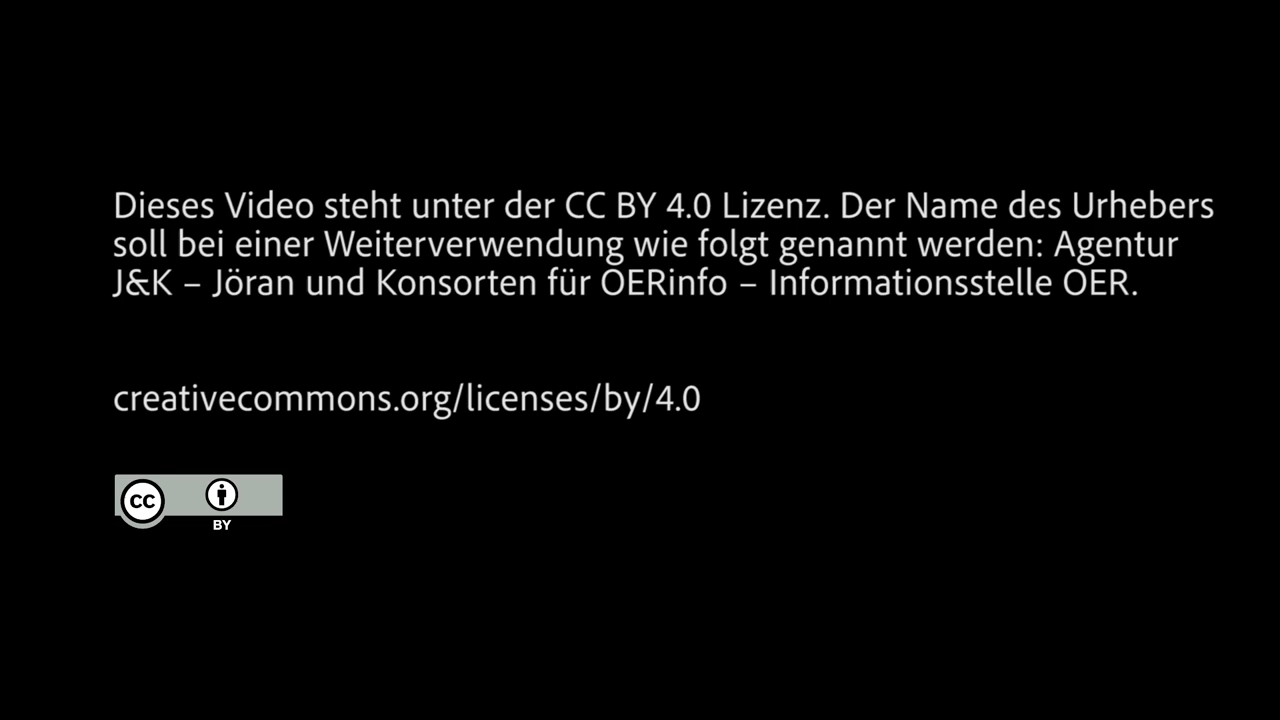 Dieses Video steht unter der CC BY 4.0 Lizenz. Der Name des Urhebers
soll bei einer Weiterverwendung wie folgt genannt werden: Agentur
J&K – Jöran und Konsorten für OERinfo – Informationsstelle OER.
creativecommons.org/licenses/by/4.0
CC
BY